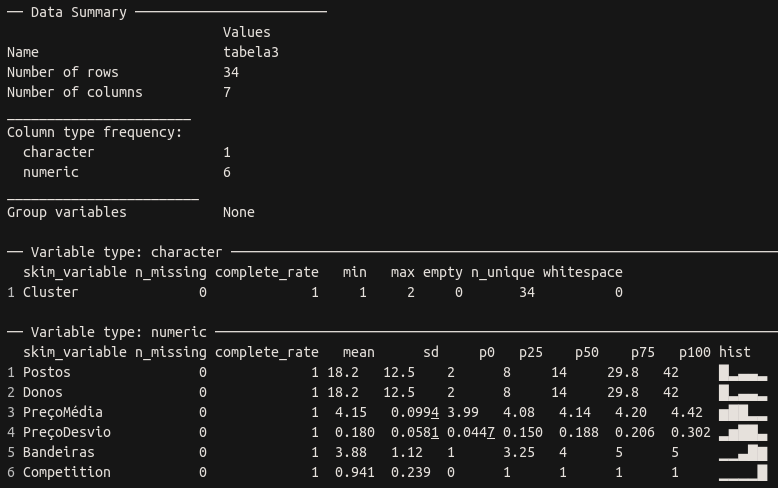 ── Data Summary ────────────────────────
                           Values
Name                       tabela3
Number of rows             34
Number of columns          7
_______________________
Column type frequency:
  character                1
  numeric                  6
________________________
Group variables            None

── Variable type: character ──────────────────────────────────────────────────
  skim_variable n_missing complete_rate   min   max empty n_unique whitespace
1 Cluster               0             1     1     2     0       34          0

── Variable type: numeric ────────────────────────────────────────────────────
  skim_variable n_missing complete_rate   mean      sd     p0   p25    p50    p75   p100 hist
1 Postos                0             1 18.2   12.5    2      8     14     29.8   42     █▂▃▃▂
2 Donos                 0             1 18.2   12.5    2      8     14     29.8   42     █▂▃▃▂
3 PreçoMédia            0             1  4.15   0.0994 3.99   4.08   4.14   4.20   4.42  ▅██▂▂
4 PreçoDesvio           0             1  0.180  0.0581 0.0447 0.150  0.188  0.206  0.302 ▂▅██▃
5 Bandeiras             0             1  3.88   1.12   1      3.25   4      5      5     ▁▁▃█▇
6 Competition           0             1  0.941  0.239  0      1      1      1      1     ▁▁▁▁█